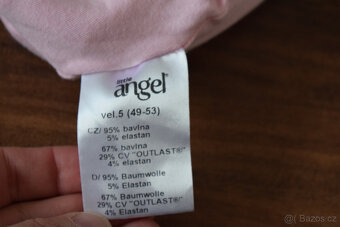 little
angel®
vel.5 (49-53)
CZ/ 95% bavlna
5% elastan
67% bavlna
29% CV "OUTLAST®"
4% elastan
D/ 95% Baumwolle
5% Elastan
67% Baumwolle
29% CV "OUTLAST®"
4% Elastan
© Bazos.cz